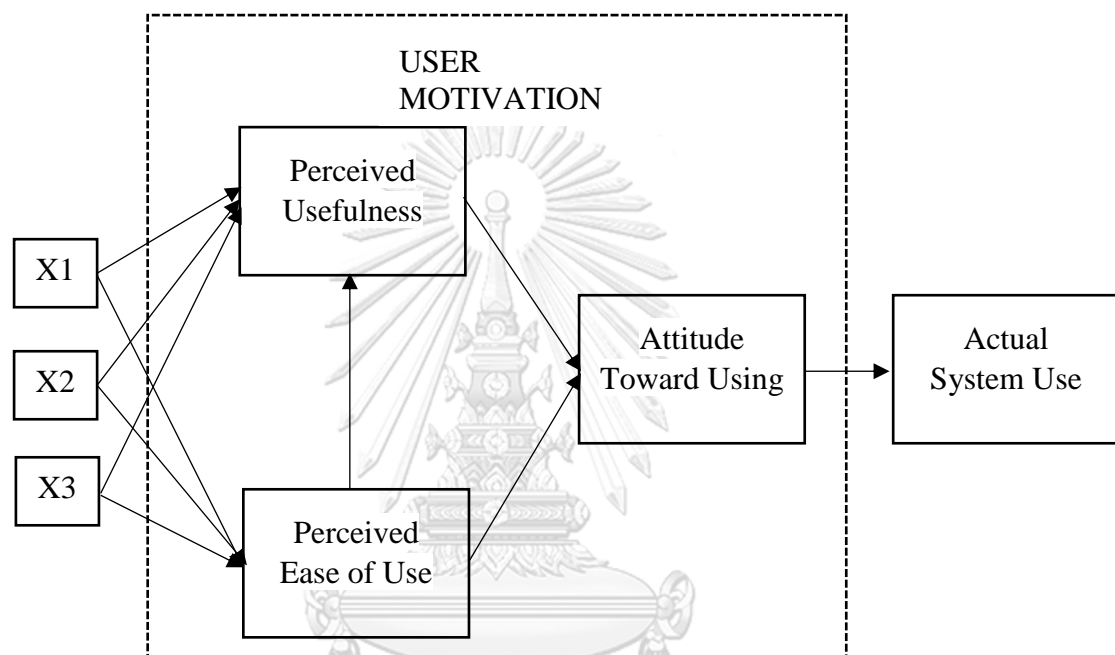 USER
MOTIVATION
Perceived
Usefulness
X1
X2
X3
Attitude
Toward Using
Actual
System Use
Perceived
Ease of Use